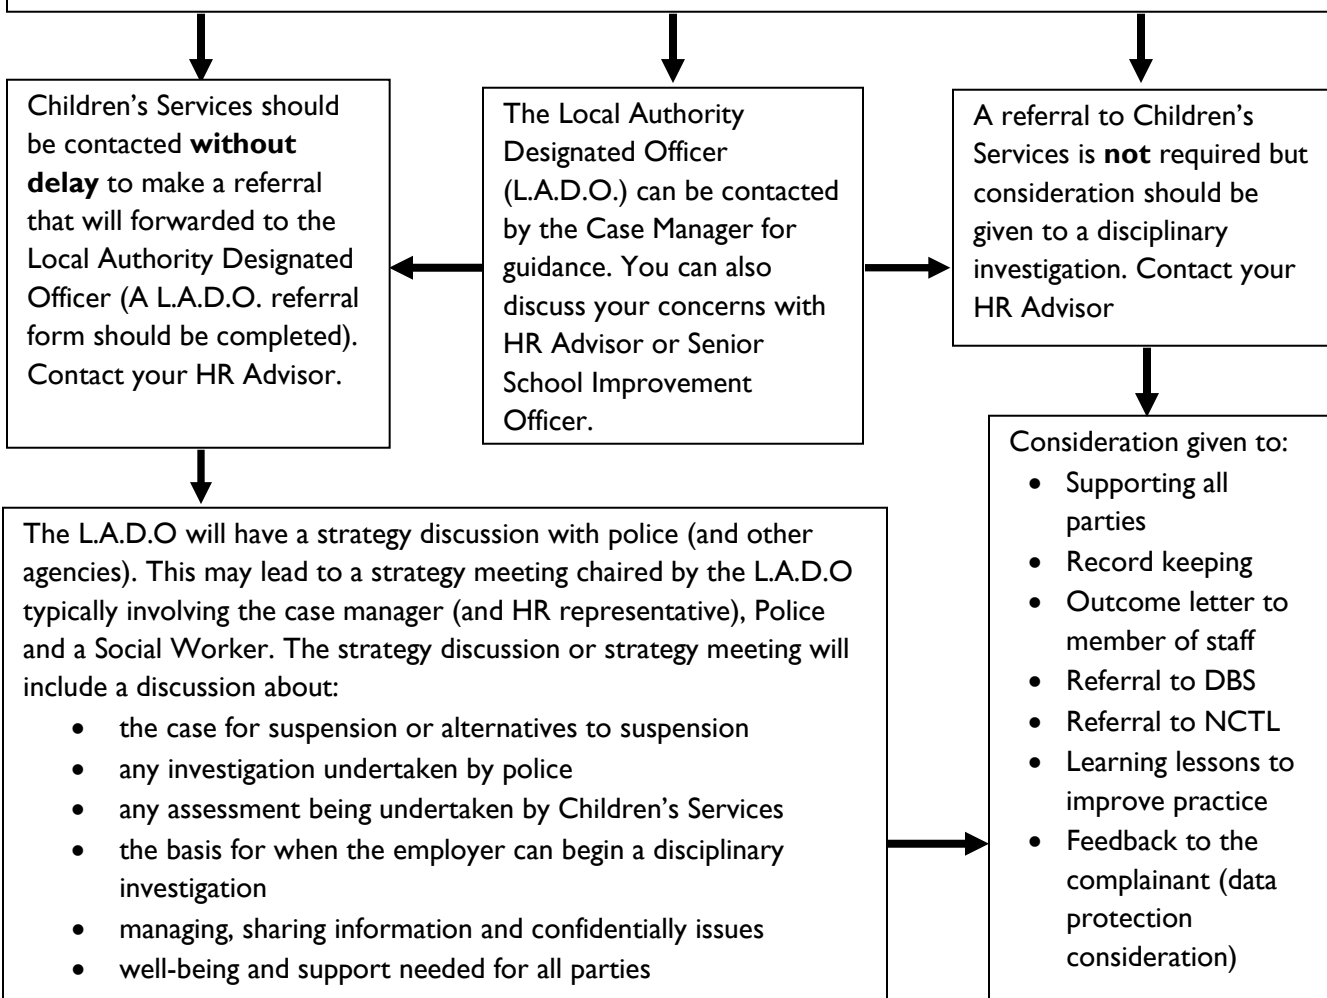 Children's Services should
be contacted without
delay to make a referral
that will forwarded to the
Local Authority Designated
Officer (A L.A.D.O. referral
form should be completed).
Contact your HR Advisor.
The Local Authority
Designated Officer
(L.A.D.O.) can be contacted
by the Case Manager for
guidance. You can also
discuss your concerns with
HR Advisor or Senior
School Improvement
Officer.
A referral to Children's
Services is not required but
consideration should be
given to a disciplinary
investigation. Contact your
HR Advisor
The L.A.D.O will have a strategy discussion with police (and other
agencies). This may lead to a strategy meeting chaired by the L.A.D.O
typically involving the case manager (and HR representative), Police
and a Social Worker. The strategy discussion or strategy meeting will
include a discussion about:
• the case for suspension or alternatives to suspension
• any investigation undertaken by police
• any assessment being undertaken by Children's Services
• the basis for when the employer can begin a disciplinary
investigation
• managing, sharing information and confidentially issues
• well-being and support needed for all parties
Consideration given to:
• Supporting all
parties
• Record keeping
• Outcome letter to
member of staff
• Referral to DBS
• Referral to NCTL
• Learning lessons to
improve practice
• Feedback to the
complainant (data
protection
consideration)